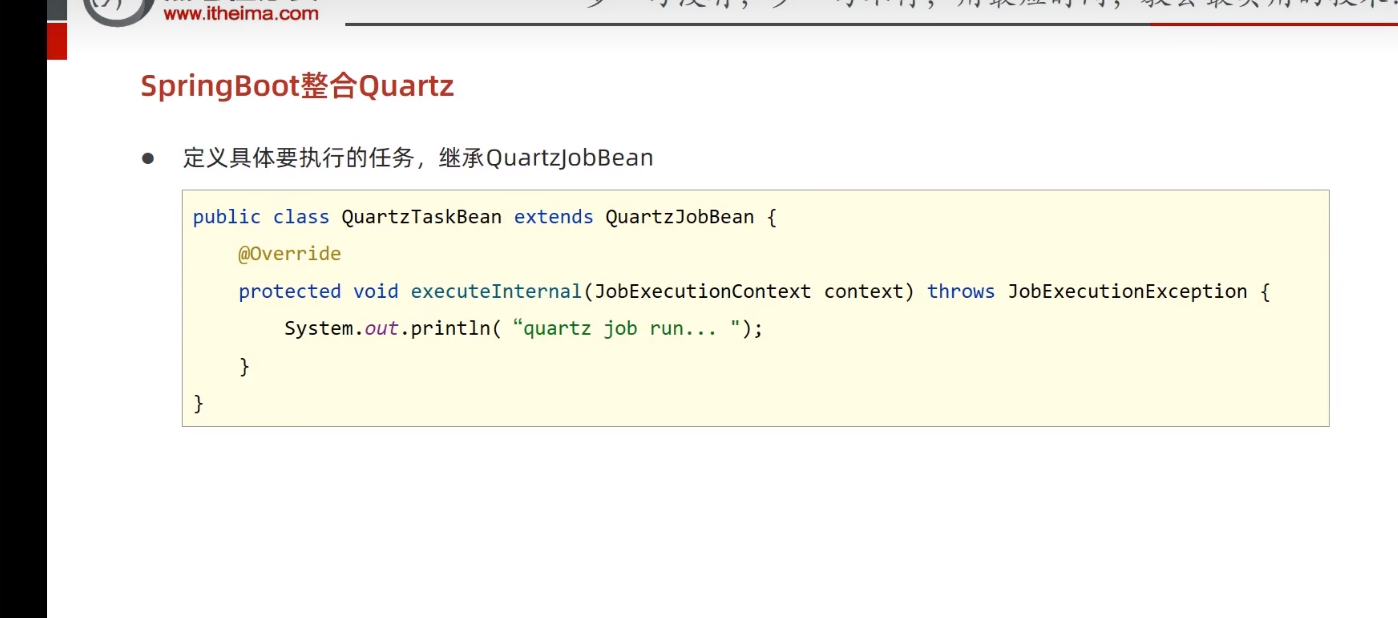 www.itheima.com
SpringBoot整合Quartz
● 定义具体要执行的任务，继承QuartzJobBean
public class QuartzTaskBean extends QuartzJobBean {
@Override
protected void executeInternal(JobExecutionContext context) throws JobExecutionException {
System.out.println( “quartz job run... ");
}
}